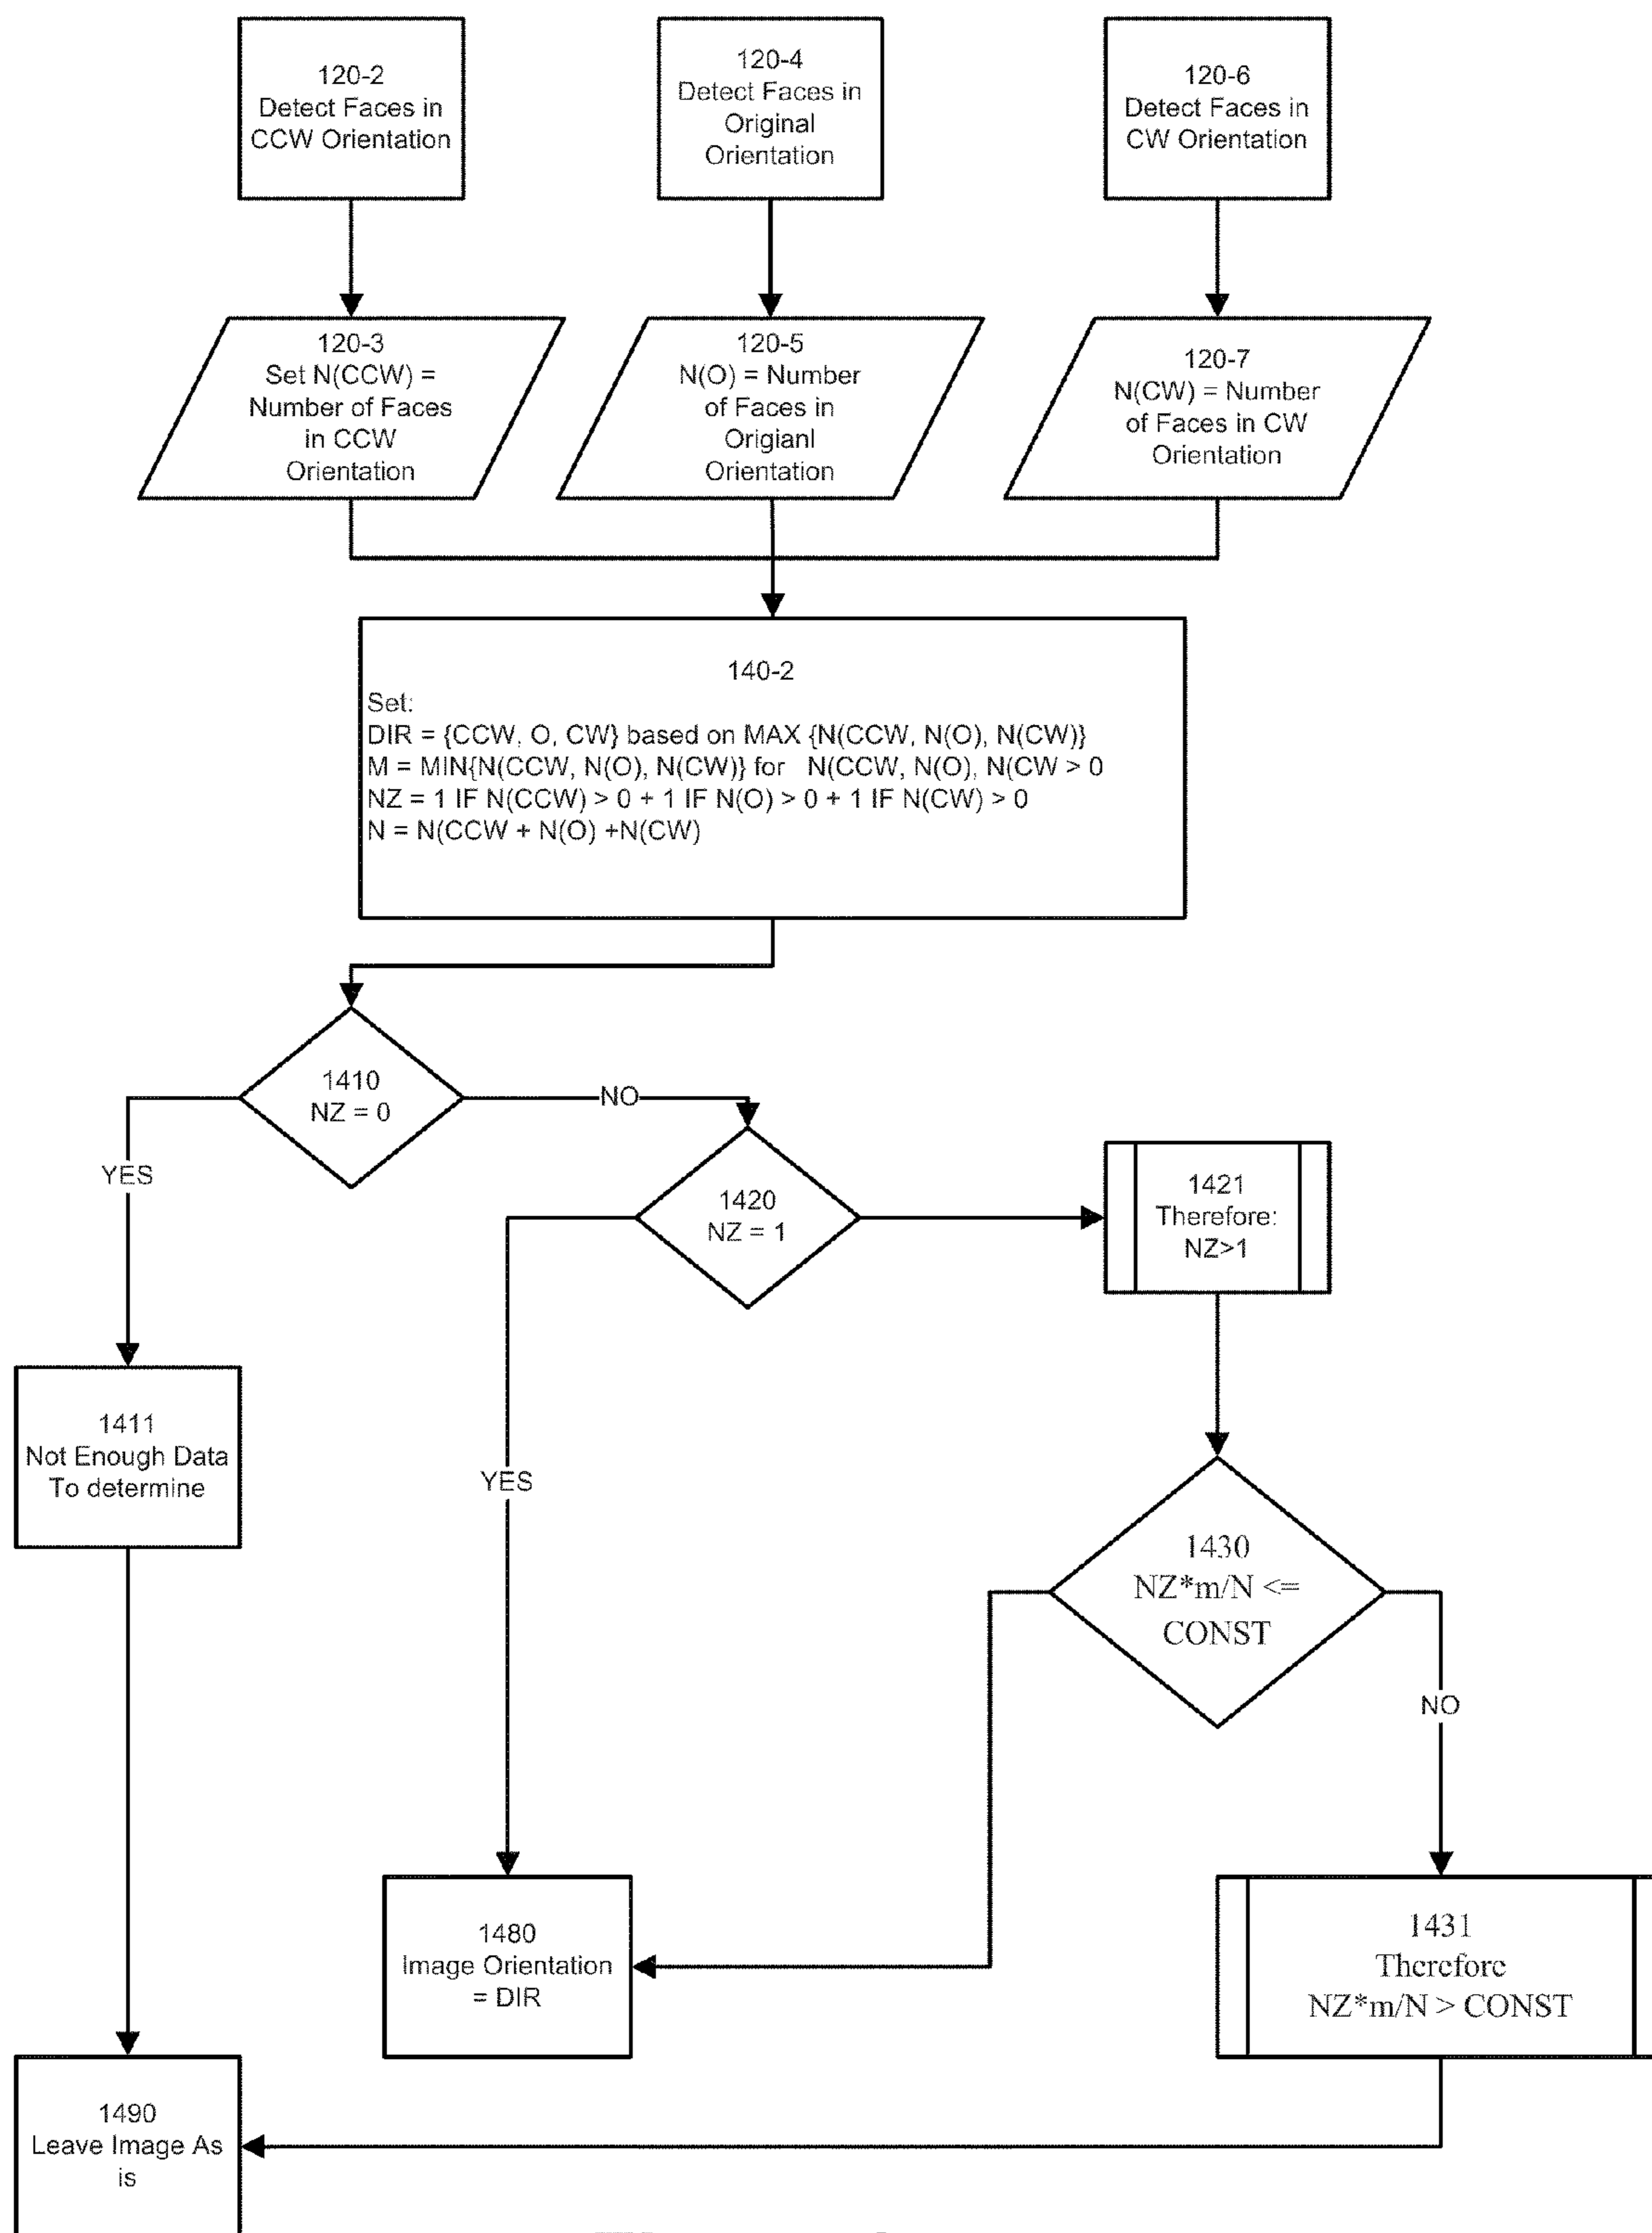 120-2
Detect Faces in
CCW Orientation
120-4
Detect Faces in
Original
Orientation
120-6
Detect Faces in
CW Orientation
120-3
Set N(CCW) =
Number of Faces
in CCW
Orientation
120-5
N(O) = Number
of Faces in
Origianl
Orientation
120-7
N(CW) = Number
of Faces in CW
Orientation
140-2
Set:
DIR = {CCW, O, CW} based on MAX {N(CCW, N(O), N(CW)}
M = MIN{N(CCW, N(O), N(CW)} for N(CCW, N(O), N(CW > 0
NZ = 1 IF N(CCW) > 0 + 1 IF N(O) > 0 + 1 IF N(CW) > 0
N = N(CCW + N(O) +N(CW)
1410
NZ = 0
NO
YES
1420
NZ = 1
1421
Therefore:
NZ>1
1411
Not Enough Data
To determine
YES
1430
NZ*m/N <=
CONST
NO
1480
Image Orientation
= DIR
1431
Therefore
NZ*m/N > CONST
1490
Leave Image As
is